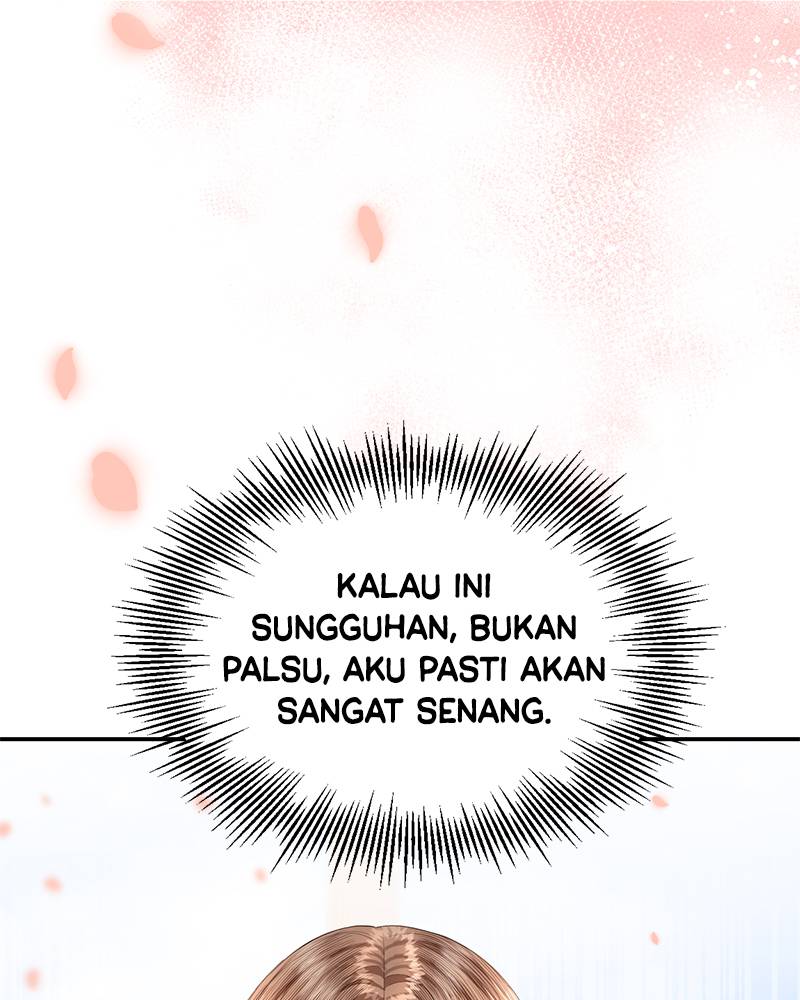 KALAU INI
SUNGGUHAN, BUKAN
PALSU, AKU PASTI AKAN
SANGAT SENANG.